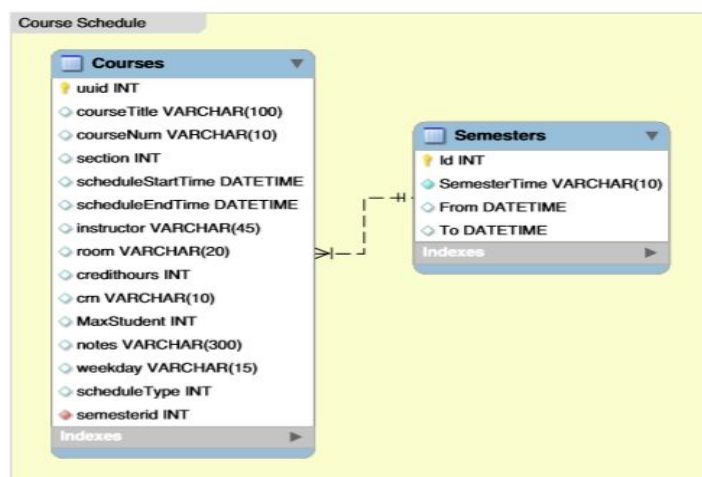 Course Schedule
Courses
uuid INT
courseTitle VARCHAR(100)
courseNum VARCHAR(10)
section INT
scheduleStartTime DATETIME
scheduleEndTime DATETIME
instructor VARCHAR(45)
room VARCHAR(20)
credithours INT
crn VARCHAR(10)
MaxStudent INT
notes VARCHAR(300)
weekday VARCHAR(15)
scheduleType INT
semesterid INT
Indexes
Semesters
Id INT
SemesterTime VARCHAR(10)
From DATETIME
To DATETIME
Indexes